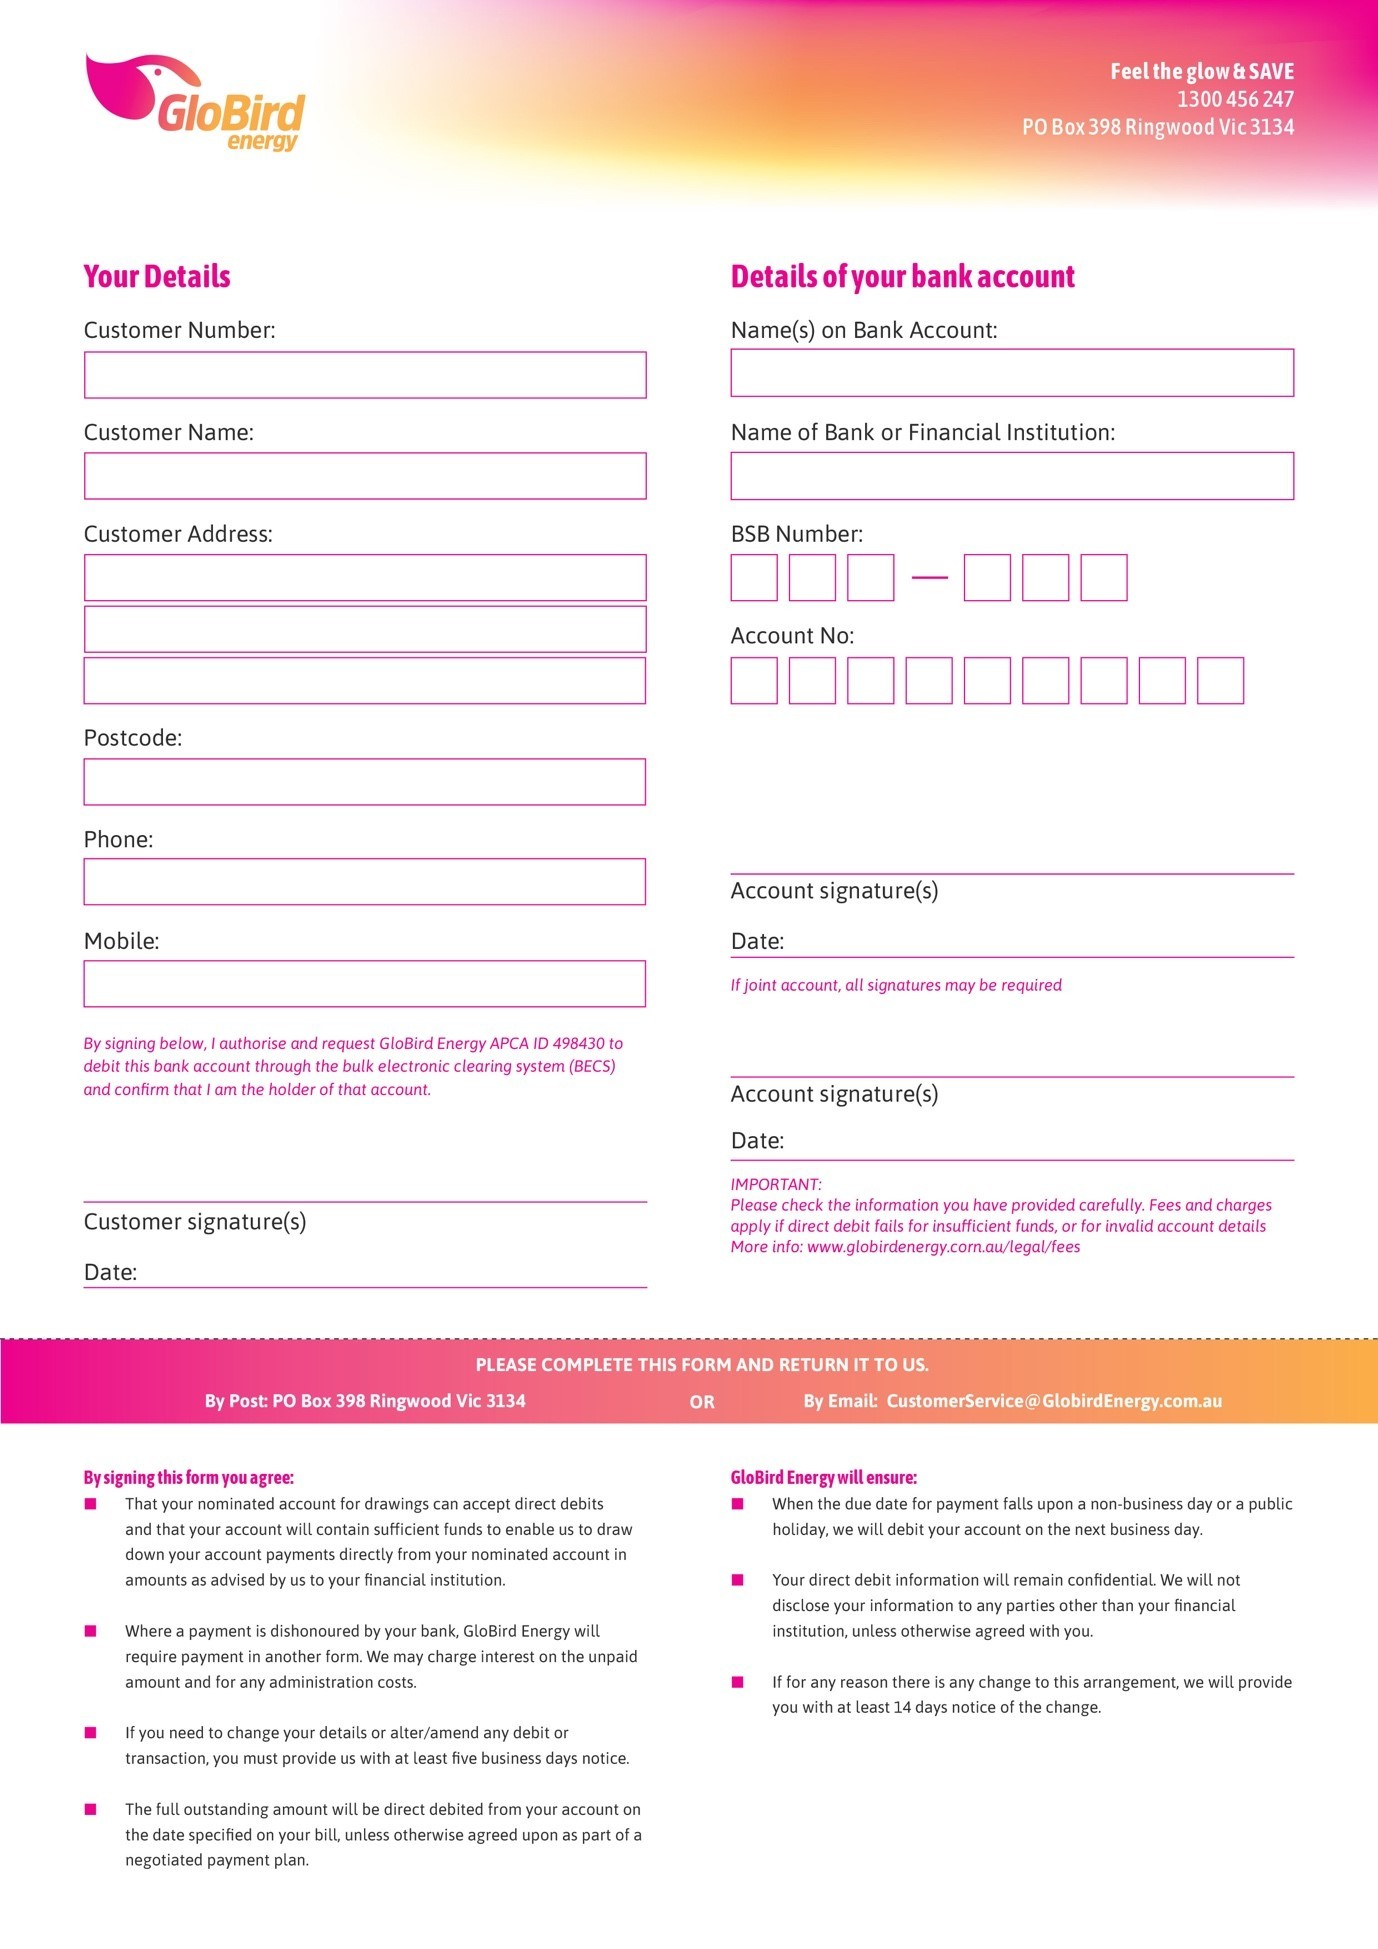 GloBird
energy
Feel the glow & SAVE
1300 456 247
PO Box 398 Ringwood Vic 3134
Your Details
Customer Number:
Customer Name:
Customer Address:
Postcode:
Phone:
Mobile:
By signing below, I authorise and request GloBird Energy APCA ID 498430 to
debit this bank account through the bulk electronic clearing system (BECS)
and confirm that I am the holder of that account.
Customer signature(s)
Date:
Details of your bank account
Name(s) on Bank Account:
Name of Bank or Financial Institution:
BSB Number:
Account No:
Account signature(s)
Date:
If joint account, all signatures may be required
Account signature(s)
Date:
IMPORTANT:
Please check the information you have provided carefully. Fees and charges
apply if direct debit fails for insufficient funds, or for invalid account details
More info: www.globirdenergy.com.au/legal/fees
PLEASE COMPLETE THIS FORM AND RETURN IT TO US.
By Post: PO Box 398 Ringwood Vic 3134 OR By Email: CustomerService@GlobirdEnergy.com.au
By signing this form you agree:
That your nominated account for drawings can accept direct debits
and that your account will contain sufficient funds to enable us to draw
down your account payments directly from your nominated account in
amounts as advised by us to your financial institution.
Where a payment is dishonoured by your bank, GloBird Energy will
require payment in another form. We may charge interest on the unpaid
amount and for any administration costs.
If you need to change your details or alter/amend any debit or
transaction, you must provide us with at least five business days notice.
The full outstanding amount will be direct debited from your account on
the date specified on your bill, unless otherwise agreed upon as part of a
negotiated payment plan.
GloBird Energy will ensure:
When the due date for payment falls upon a non-business day or a public
holiday, we will debit your account on the next business day.
Your direct debit information will remain confidential. We will not
disclose your information to any parties other than your financial
institution, unless otherwise agreed with you.
If for any reason there is any change to this arrangement, we will provide
you with at least 14 days notice of the change.